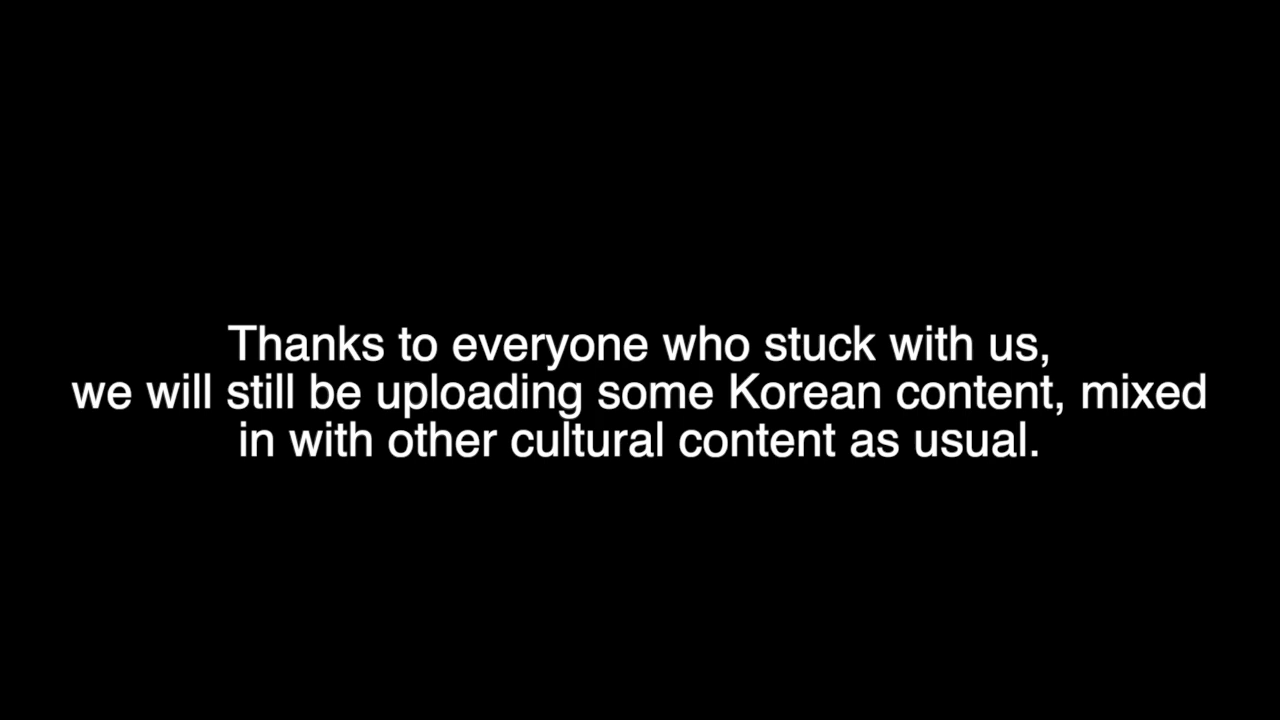 Thanks to everyone who stuck with us,
we will still be uploading some Korean content, mixed
in with other cultural content as usual.